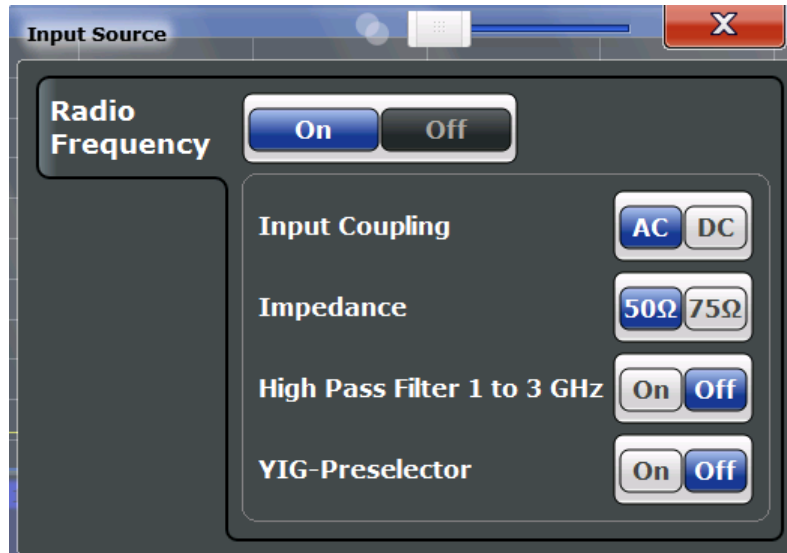 Input Source
X
Radio
Frequency
On Off
Input Coupling AC DC
Impedance 50Ω 75Ω
High Pass Filter 1 to 3 GHz On Off
YIG-Preselector On Off